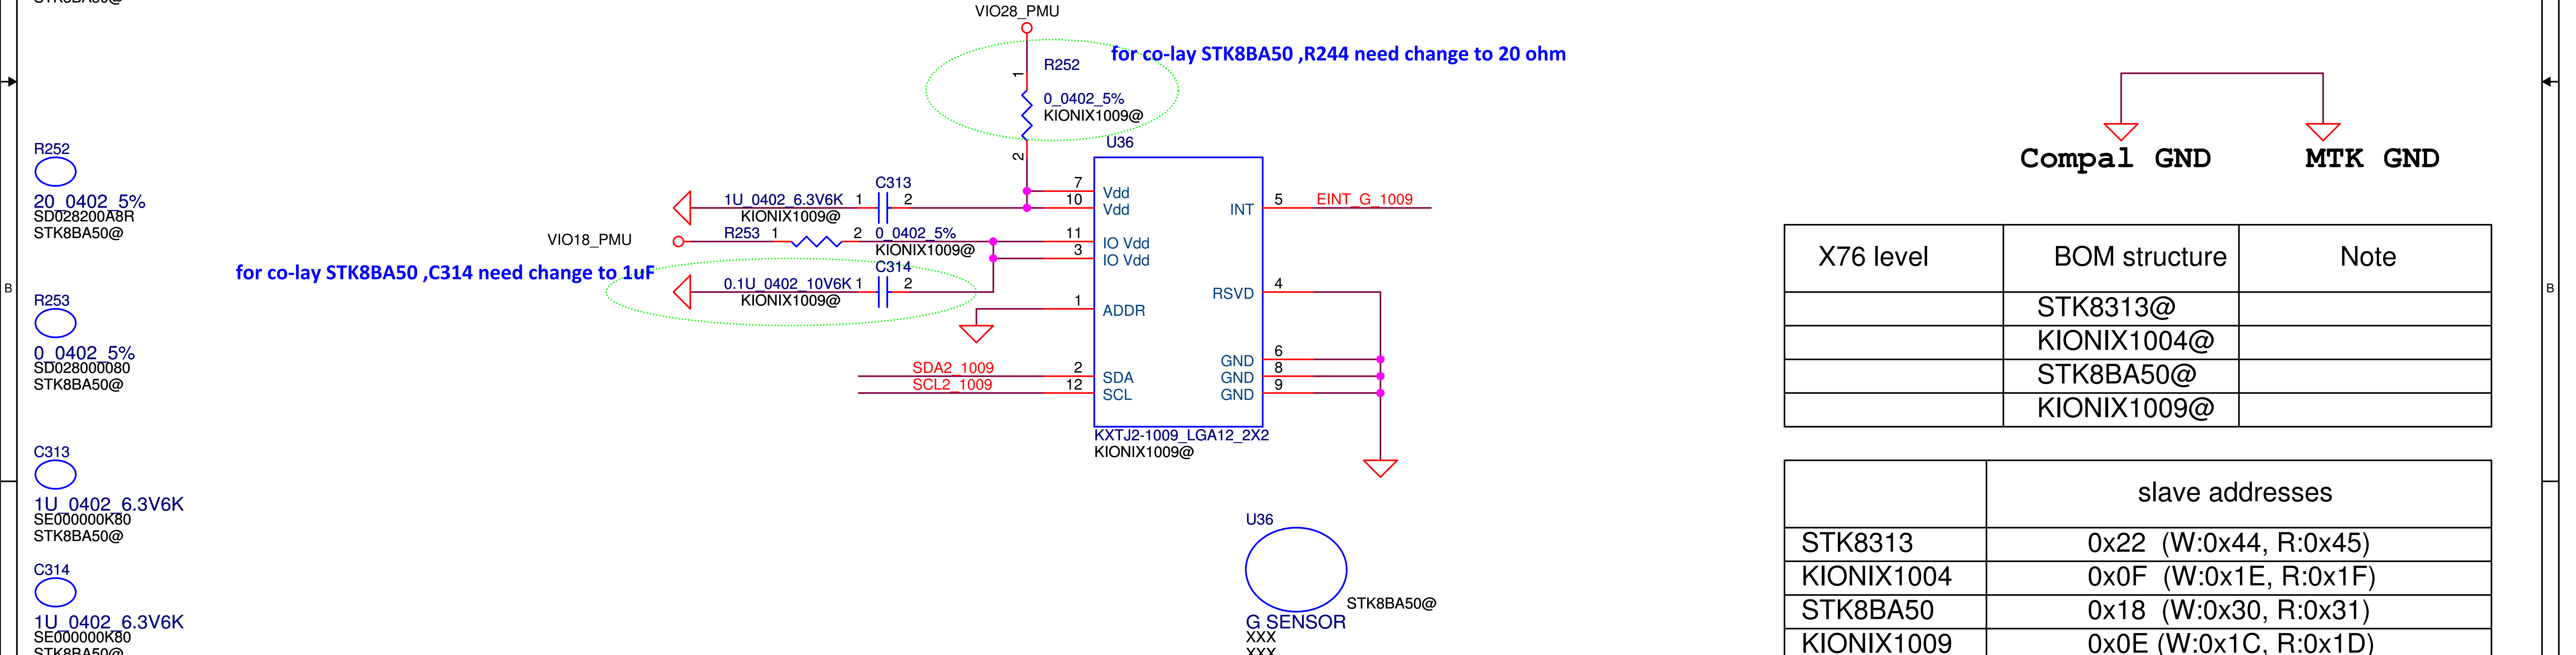 VIO28_PMU
for co-lay STK8BA50 ,R244 need change to 20 ohm
R252
1
0_0402_5%
KIONIX1009@
2
U36
R252
20_0402_5%
SD028200A8R
STK8BA50@
R253
0_0402_5%
SD028000080
STK8BA50@
C313
1U_0402_6.3V6K
SE000000K80
STK8BA50@
C314
1U_0402_6.3V6K
SE000000K80
C313
1U_0402_6.3V6K 1 2
KIONIX1009@
VIO18_PMU
R253 1 2 0_0402_5%
KIONIX1009@
for co-lay STK8BA50 ,C314 need change to 1uF
C314
0.1U_0402_10V6K 1 2
KIONIX1009@
7 Vdd
10 Vdd
11 IO Vdd
3 IO Vdd
1 ADDR
SDA2_1009 2 SDA
SCL2_1009 12 SCL
INT 5 EINT_G_1009
RSVD 4
GND 6
GND 8
GND 9
KXTJ2-1009_LGA12_2X2
KIONIX1009@
U36
STK8BA50@
G SENSOR
XXX
XXX
Compal GND MTK GND
X76 level BOM structure Note
STK8313@
KIONIX1004@
STK8BA50@
KIONIX1009@
slave addresses
STK8313 0x22 (W:0x44, R:0x45)
KIONIX1004 0x0F (W:0x1E, R:0x1F)
STK8BA50 0x18 (W:0x30, R:0x31)
KIONIX1009 0x0E (W:0x1C, R:0x1D)
B
B